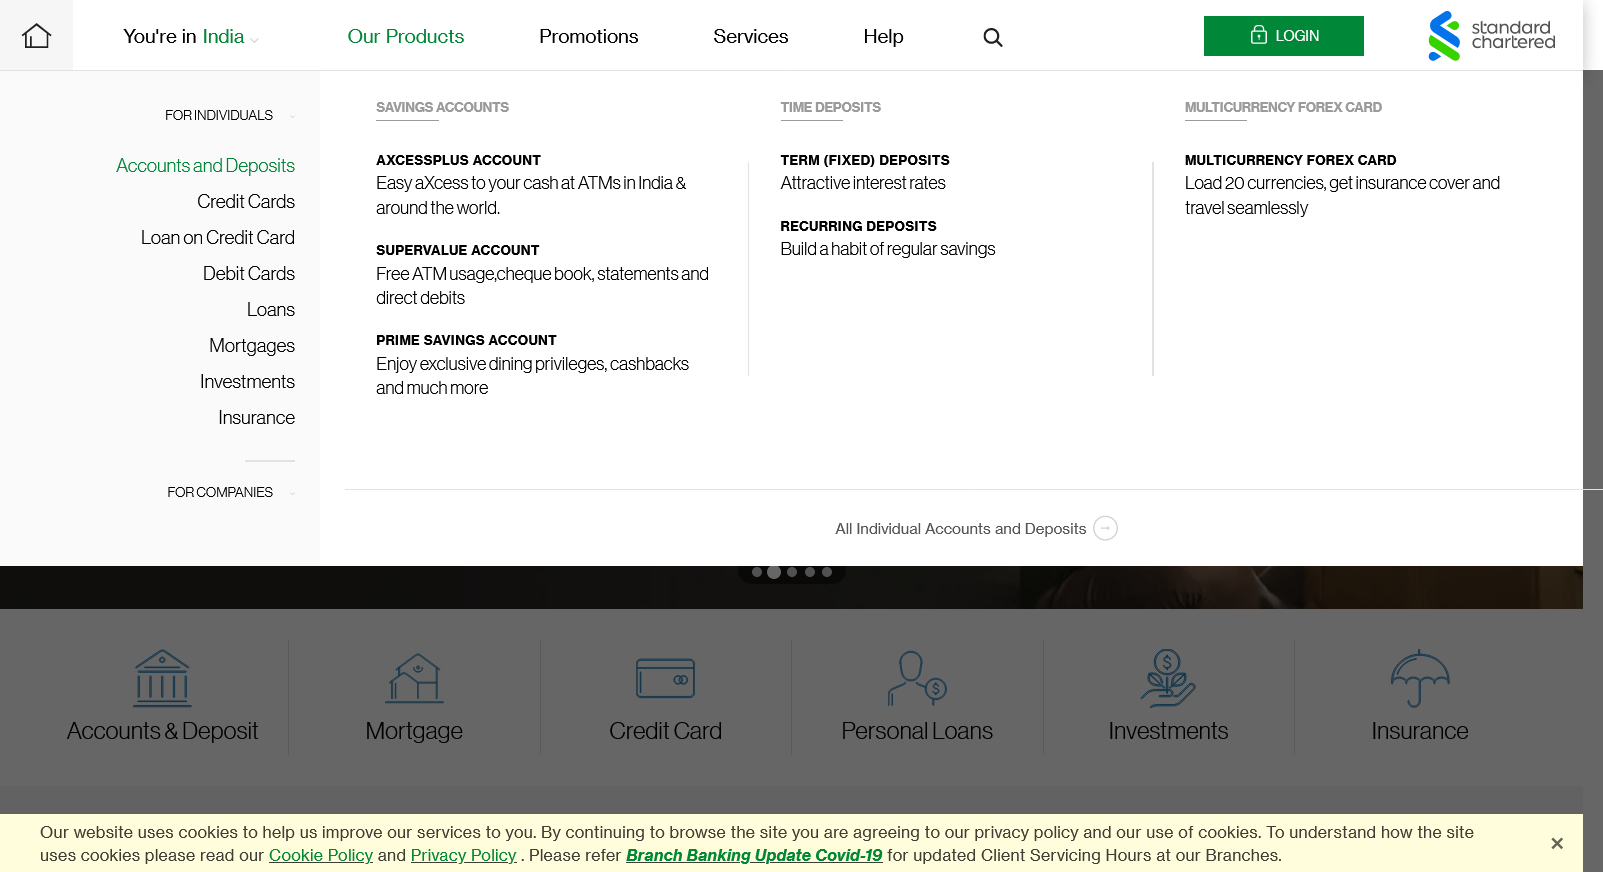 You're in India
Our Products
Promotions
Services
Help
LOGIN
standard
chartered
FOR INDIVIDUALS
Accounts and Deposits
Credit Cards
Loan on Credit Card
Debit Cards
Loans
Mortgages
Investments
Insurance
FOR COMPANIES
SAVINGS ACCOUNTS
AXCESSPLUS ACCOUNT
Easy aXcess to your cash at ATMs in India &
around the world.
SUPERVALUE ACCOUNT
Free ATM usage,cheque book, statements and
direct debits
PRIME SAVINGS ACCOUNT
Enjoy exclusive dining privileges, cashbacks
and much more
TIME DEPOSITS
TERM (FIXED) DEPOSITS
Attractive interest rates
RECURRING DEPOSITS
Build a habit of regular savings
MULTICURRENCY FOREX CARD
MULTICURRENCY FOREX CARD
Load 20 currencies, get insurance cover and
travel seamlessly
All Individual Accounts and Deposits
Accounts & Deposit
Mortgage
Credit Card
Personal Loans
Investments
Insurance
Our website uses cookies to help us improve our services to you. By continuing to browse the site you are agreeing to our privacy policy and our use of cookies. To understand how the site
uses cookies please read our Cookie Policy and Privacy Policy . Please refer Branch Banking Update Covid-19 for updated Client Servicing Hours at our Branches.